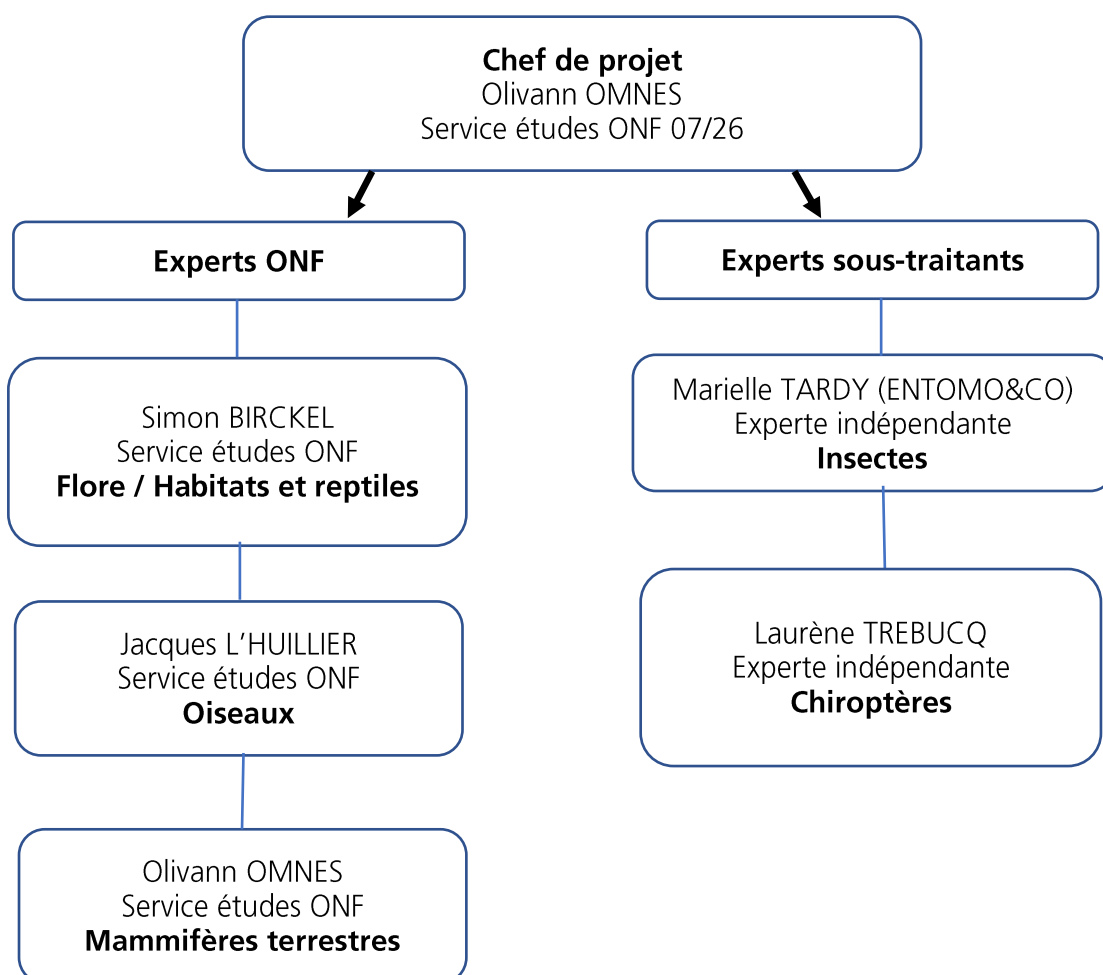 Chef de projet
Olivann OMNES
Service études ONF 07/26
Experts ONF
Simon BIRCKEL
Service études ONF
Flore / Habitats et reptiles
Jacques L’HUILLIER
Service études ONF
Oiseaux
Olivann OMNES
Service études ONF
Mammifères terrestres
Experts sous-traitants
Marielle TARDY (ENTOMO&CO)
Experte indépendante
Insectes
Laurène TREBUCQ
Experte indépendante
Chiroptères